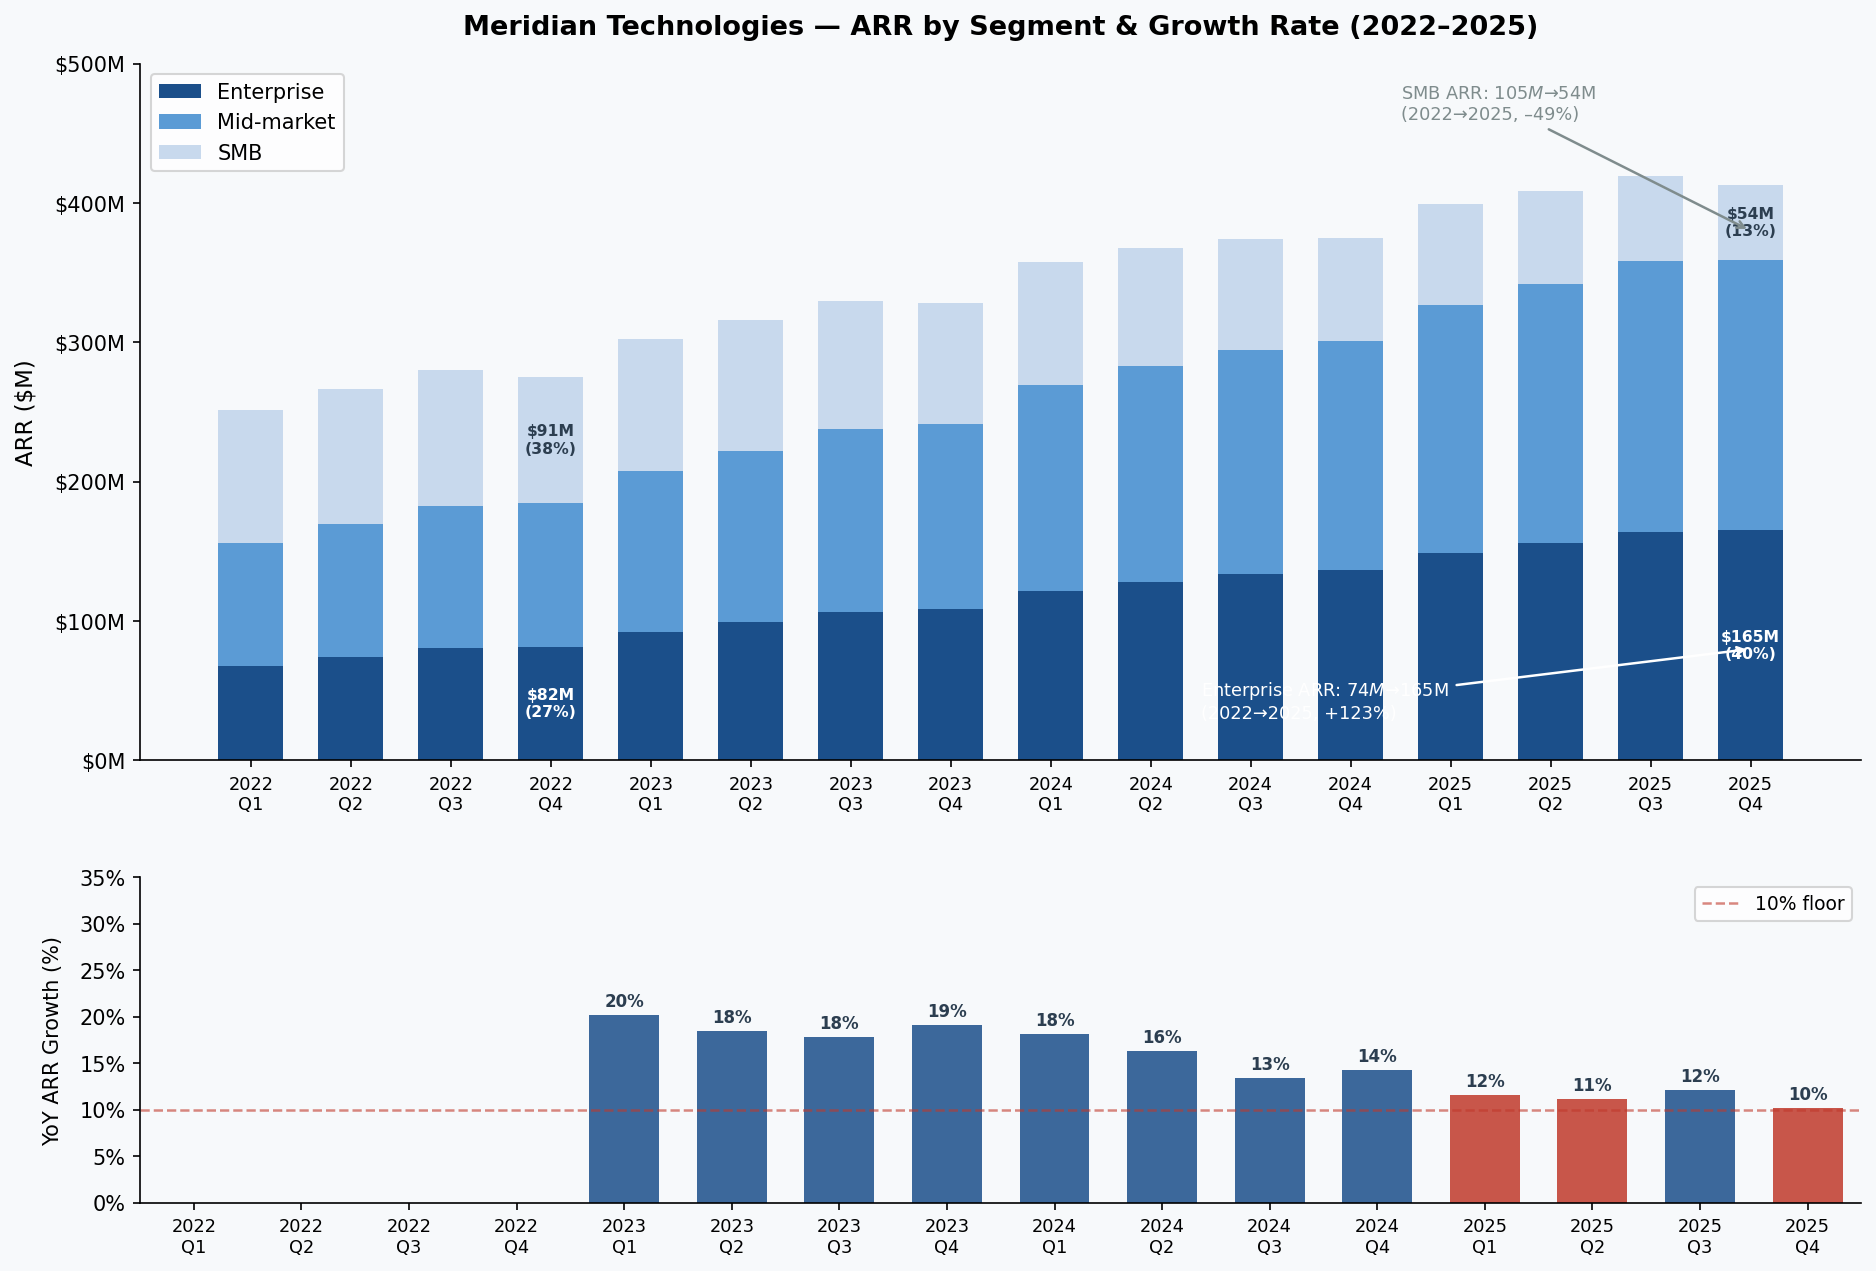 Meridian Technologies — ARR by Segment & Growth Rate (2022–2025)
ARR ($M)
$500M
$400M
$300M
$200M
$100M
$0M
Enterprise
Mid-market
SMB
SMB ARR: 105M→54M
(2022→2025, –49%)
$54M
(13%)
$91M
(38%)
$82M
(27%)
$165M
(40%)
Enterprise ARR: 74M→165M
(2022→2025, +123%)
2022
Q1
2022
Q2
2022
Q3
2022
Q4
2023
Q1
2023
Q2
2023
Q3
2023
Q4
2024
Q1
2024
Q2
2024
Q3
2024
Q4
2025
Q1
2025
Q2
2025
Q3
2025
Q4
YoY ARR Growth (%)
35%
30%
25%
20%
15%
10%
5%
0%
10% floor
20%
18%
18%
19%
18%
16%
13%
14%
12%
11%
12%
10%
2022
Q1
2022
Q2
2022
Q3
2022
Q4
2023
Q1
2023
Q2
2023
Q3
2023
Q4
2024
Q1
2024
Q2
2024
Q3
2024
Q4
2025
Q1
2025
Q2
2025
Q3
2025
Q4